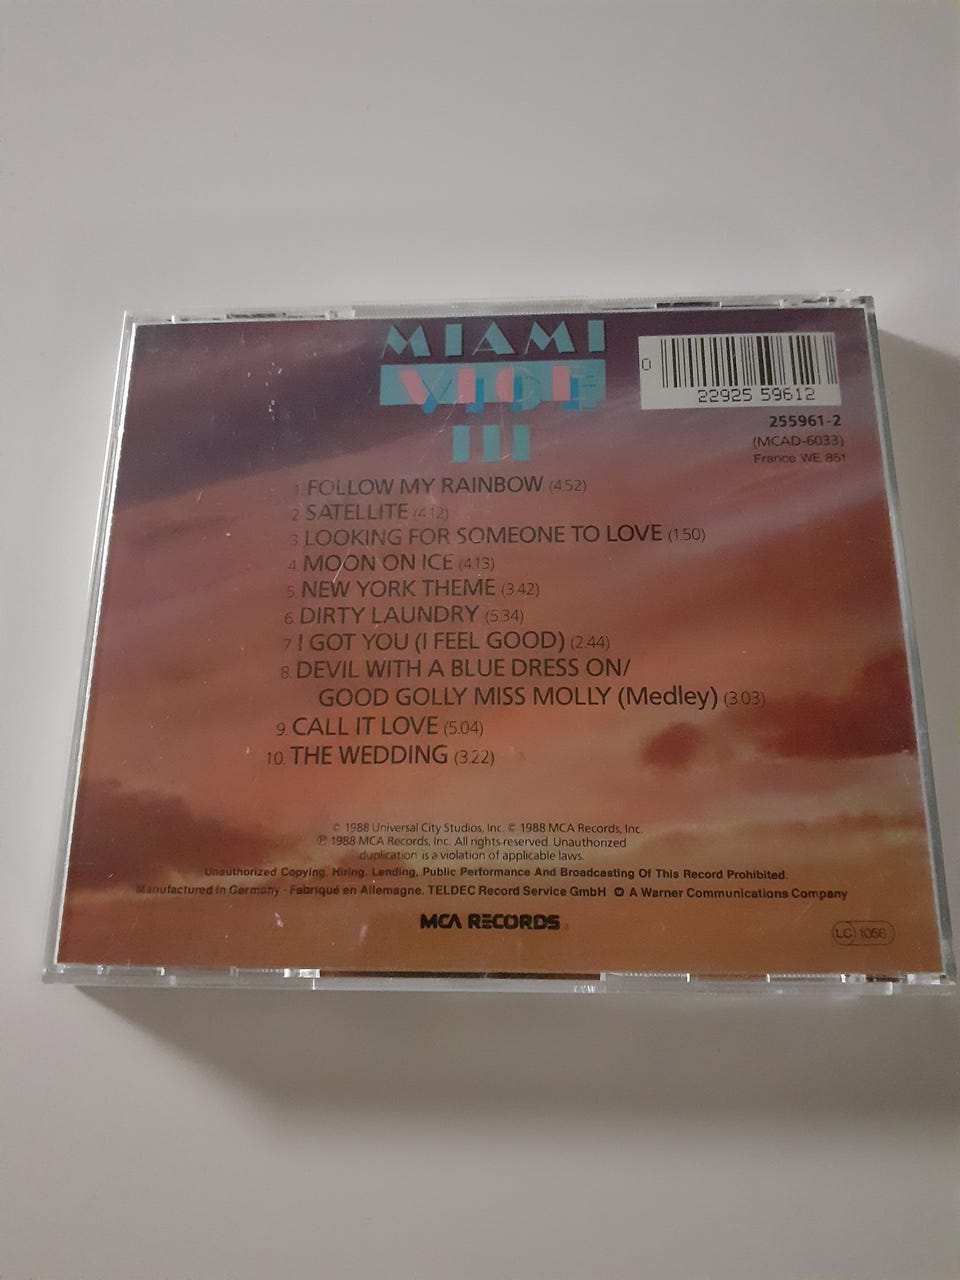 MIAMI
VICE
III
0
22925 59612
255961-2
(MCAD-6033)
France WE 851
1. FOLLOW MY RAINBOW (4.52)
2. SATELLITE (4.12)
3. LOOKING FOR SOMEONE TO LOVE (1.50)
4. MOON ON ICE (4.13)
5. NEW YORK THEME (3.42)
6. DIRTY LAUNDRY (5.34)
7. I GOT YOU (I FEEL GOOD) (2.44)
8. DEVIL WITH A BLUE DRESS ON/
GOOD GOLLY MISS MOLLY (Medley) (3.03)
9. CALL IT LOVE (5.04)
10. THE WEDDING (3.22)
© 1988 Universal City Studios, Inc. © 1988 MCA Records, Inc.
℗ 1988 MCA Records, Inc. All rights reserved. Unauthorized
duplication is a violation of applicable laws.
Unauthorized Copying, Hiring, Lending, Public Performance And Broadcasting Of This Record Prohibited.
Manufactured in Germany · Fabriqué en Allemagne. TELDEC Record Service GmbH A Warner Communications Company
MCA RECORDS
LC 1056